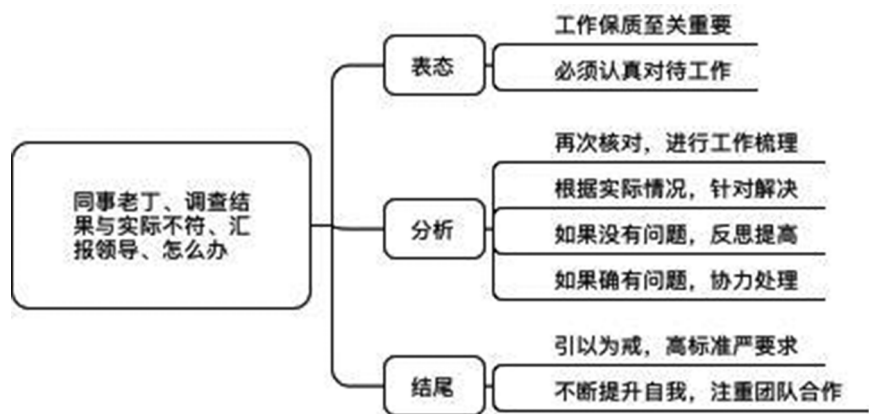 同事老丁、调查结
果与实际不符、汇
报领导、怎么办
表态
工作保质至关重要
必须认真对待工作
分析
再次核对，进行工作梳理
根据实际情况，针对解决
如果没有问题，反思提高
如果确有问题，协力处理
结尾
引以为戒，高标准严要求
不断提升自我，注重团队合作